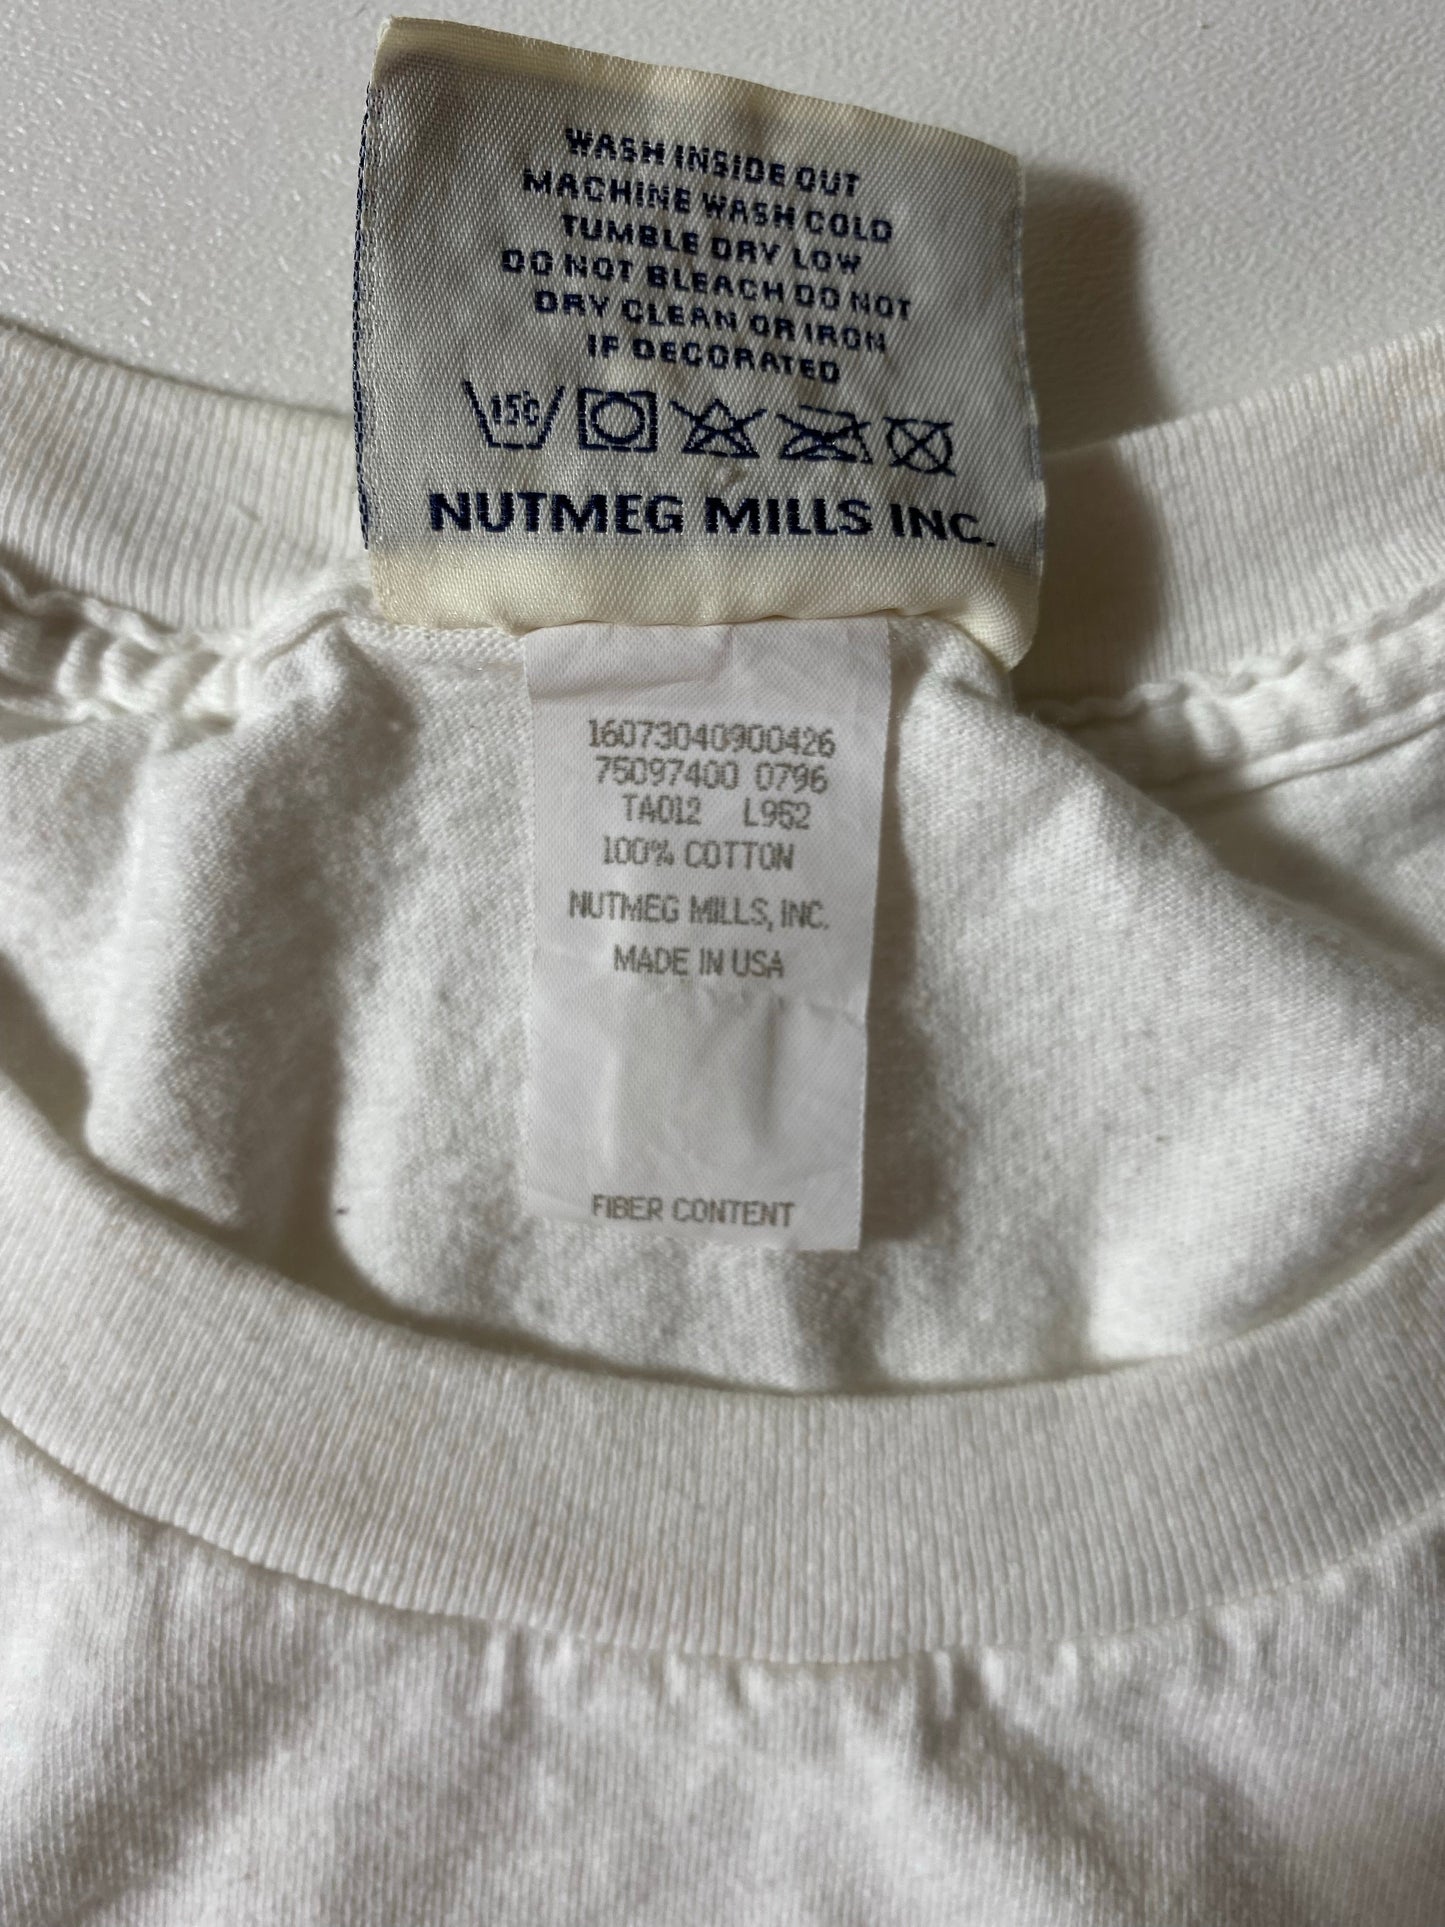 WASH INSIDE OUT
MACHINE WASH COLD
TUMBLE DRY LOW
DO NOT BLEACH DO NOT
DRY CLEAN OR IRON
IF DECORATED
15C
NUTMEG MILLS INC.
16073040900426
75097400 0796
TA012 L952
100% COTTON
NUTMEG MILLS, INC.
MADE IN USA
FIBER CONTENT